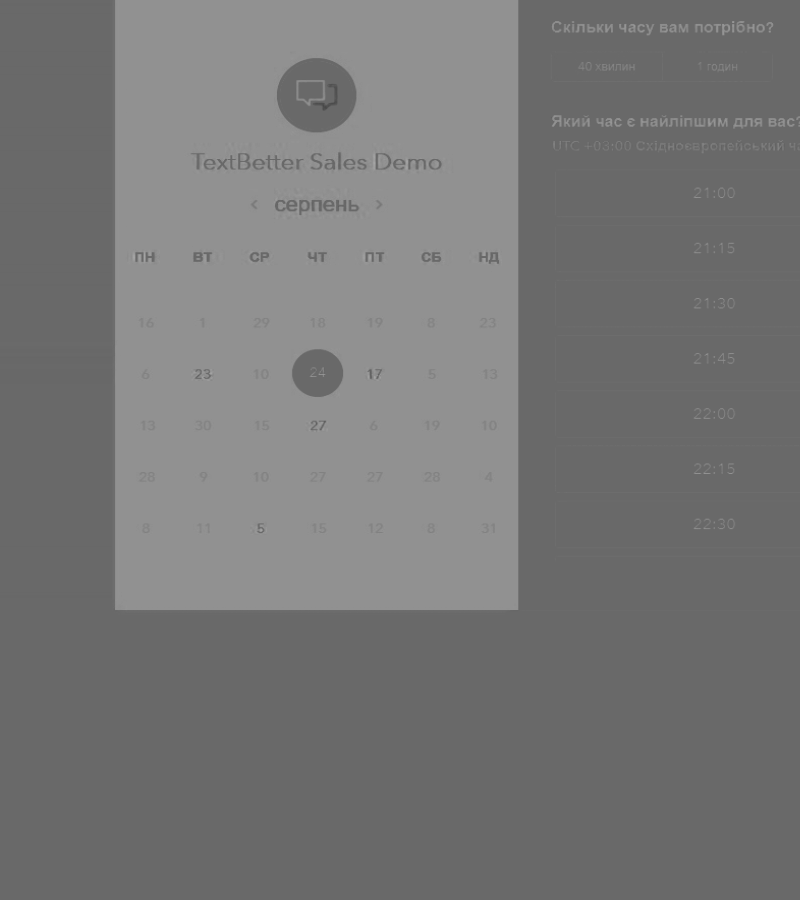 TextBetter Sales Demo
‹ серпень ›
ПН ВТ СР ЧТ ПТ СБ НД
16 1 29 18 19 8 23
6 23 10 24 17 5 13
13 30 15 27 6 19 10
28 9 10 27 27 28 4
8 11 5 15 12 8 31
Скільки часу вам потрібно?
40 хвилин 1 годин
Який час є найліпшим для вас?
UTC +03:00 Східноєвропейський
21:00
21:15
21:30
21:45
22:00
22:15
22:30